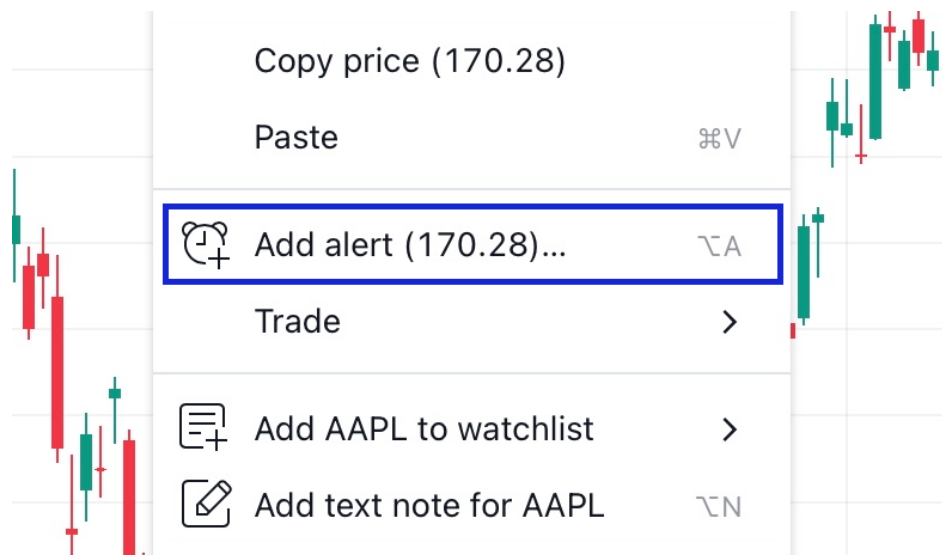 Copy price (170.28)
Paste ⌘V
Add alert (170.28)... ⌥A
Trade
Add AAPL to watchlist
Add text note for AAPL ⌥N